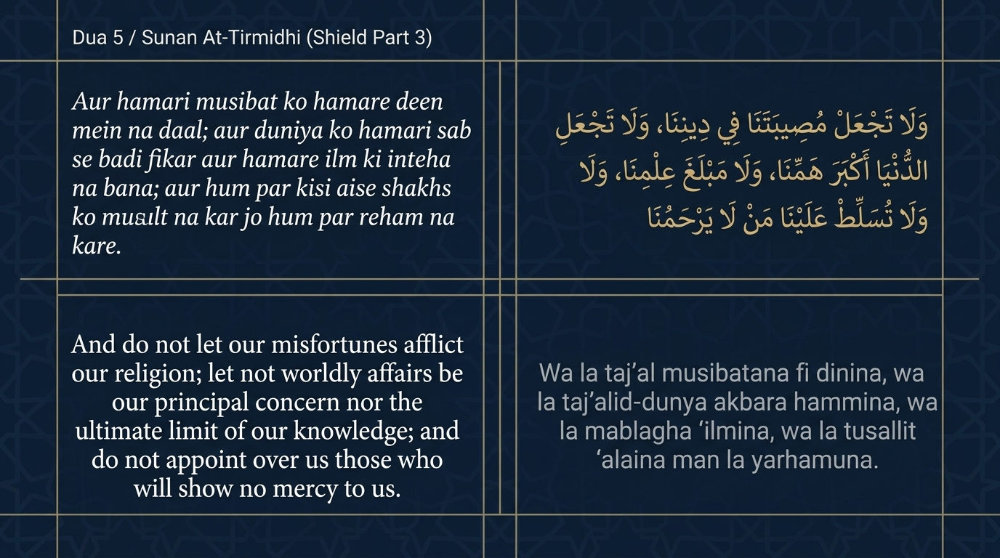 Dua 5 / Sunan At-Tirmidhi (Shield Part 3)
Aur hamari musibat ko hamare deen
mein na daal; aur duniya ko hamari sab
se badi fikar aur hamare ilm ki inteha
na bana; aur hum par kisi aise shakhs
ko na kar jo hum par reham na
kare.
وَلَا تَجْعَلْ مُصِيبَتَنَا فِي دِينِنَا، وَلَا تَجْعَلِ
الدُّنْيَا أَكْبَرَ هَمِّنَا، وَلَا مَبْلَغَ عِلْمِنَا، وَلَا
وَلَا تُسَلِّطْ عَلَيْنَا مَنْ لَا يَرْحَمُنَا
And do not let our misfortunes afflict
our religion; let not worldly affairs be
our principal concern nor the
ultimate limit of our knowledge; and
do not appoint over us those who
will show no mercy to us.
Wa la taj’al musibatana fi dinina, wa
la taj’alid-dunya akbara hammina, wa
la mablagha ‘ilmina, wa la tusallit
‘alaina man la yarhamuna.